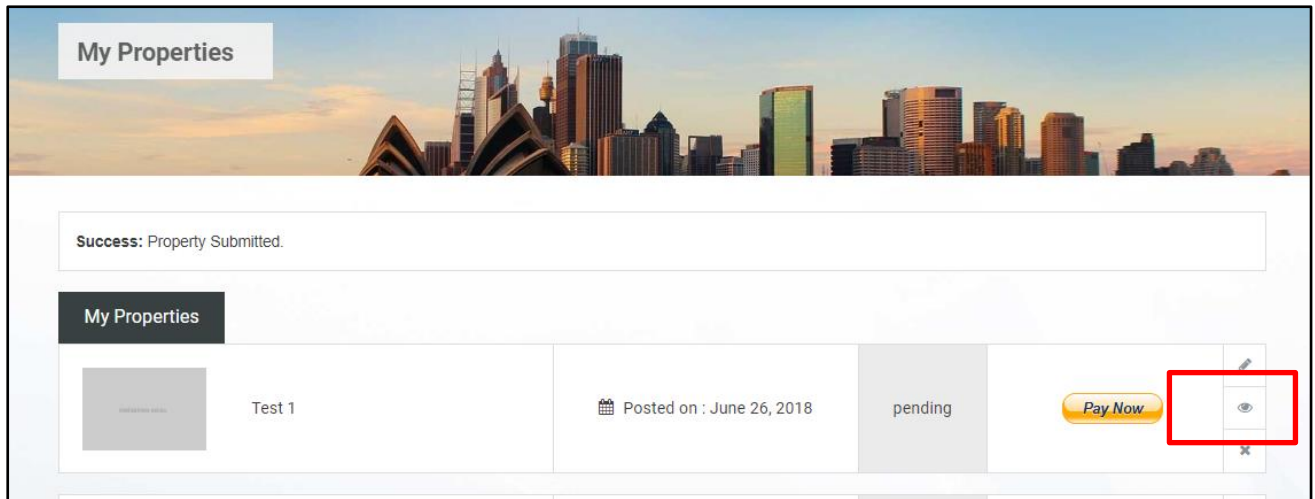 My Properties
Success: Property Submitted.
My Properties
Test 1
Posted on : June 26, 2018
pending
Pay Now